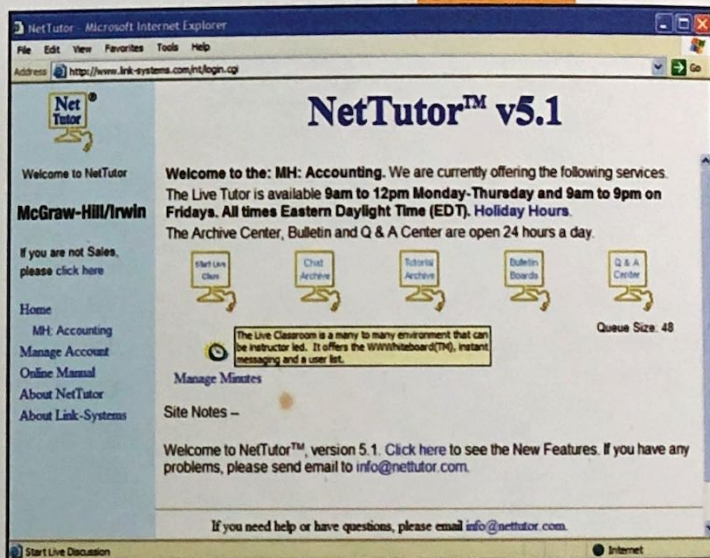 NetTutor - Microsoft Internet Explorer
File Edit View Favorites Tools Help
Address http://www.link-systems.com/nt/login.cgi Go
Net
Tutor
®
NetTutor™ v5.1
Welcome to NetTutor
McGraw-Hill/Irwin
If you are not Sales,
please click here
Home
MH: Accounting
Manage Account
Online Manual
About NetTutor
About Link-Systems
Welcome to the: MH: Accounting. We are currently offering the following services.
The Live Tutor is available 9am to 12pm Monday-Thursday and 9am to 9pm on
Fridays. All times Eastern Daylight Time (EDT). Holiday Hours.
The Archive Center, Bulletin and Q & A Center are open 24 hours a day.
Start Live
Class
Chat
Archive
Tutorial
Archive
Bulletin
Boards
Q & A
Center
Queue Size: 48
The Live Classroom is a many to many environment that can
be instructor led. It offers the WWWhiteboard(TM), instant
messaging and a user list.
Manage Minutes
Site Notes –
Welcome to NetTutor™, version 5.1. Click here to see the New Features. If you have any
problems, please send email to info@nettutor.com.
If you need help or have questions, please email info@nettutor.com.
Start Live Discussion
Internet